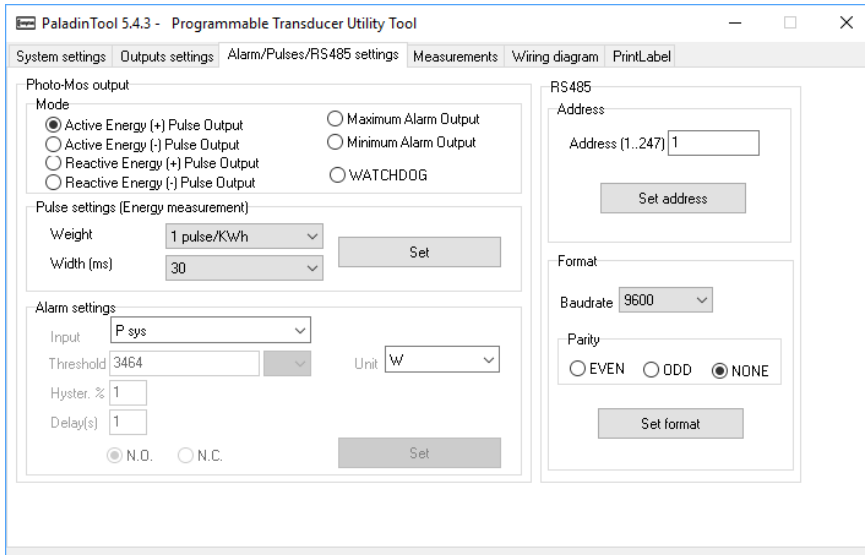 PaladinTool 5.4.3 -   Programmable Transducer Utility Tool
System settings Outputs settings Alarm/Pulses/RS485 settings Measurements Wiring diagram PrintLabel
Photo-Mos output
Mode
Active Energy (+) Pulse Output
Active Energy (-) Pulse Output
Reactive Energy (+) Pulse Output
Reactive Energy (-) Pulse Output
Maximum Alarm Output
Minimum Alarm Output
WATCHDOG
Pulse settings (Energy measurement)
Weight 1 pulse/KWh
Width (ms) 30
Set
Alarm settings
Input P sys
Threshold 3464 Unit W
Hyster. % 1
Delay(s) 1
N.O. N.C. Set
RS485
Address
Address (1..247) 1
Set address
Format
Baudrate 9600
Parity
EVEN ODD NONE
Set format